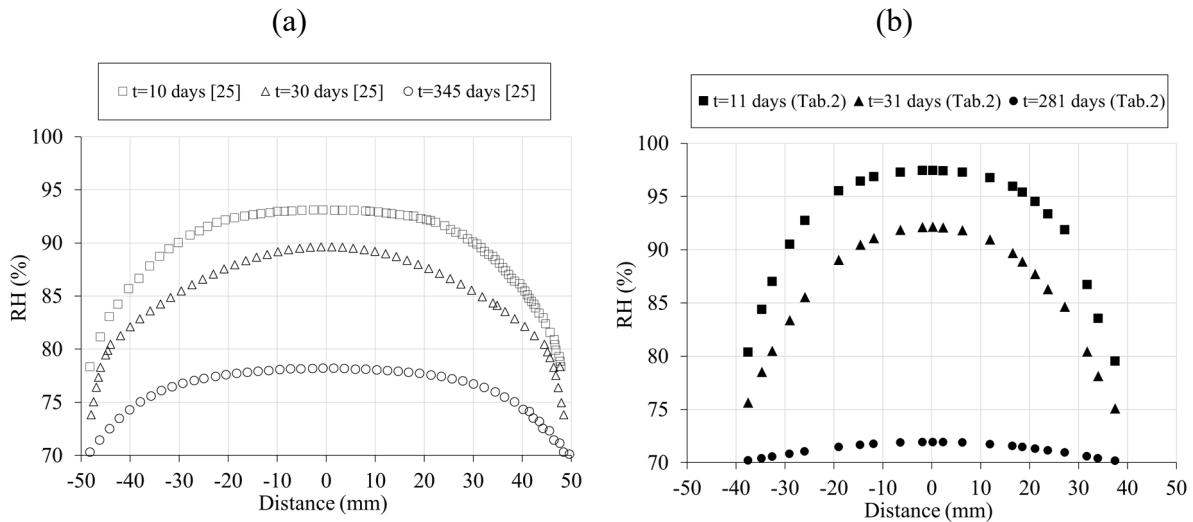 (a)
t=10 days [25] t=30 days [25] t=345 days [25]
100
95
90
85
80
75
70
RH (%)
-50 -40 -30 -20 -10 0 10 20 30 40 50
Distance (mm)
(b)
t=11 days (Tab.2) t=31 days (Tab.2) t=281 days (Tab.2)
100
95
90
85
80
75
70
RH (%)
-50 -40 -30 -20 -10 0 10 20 30 40 50
Distance (mm)